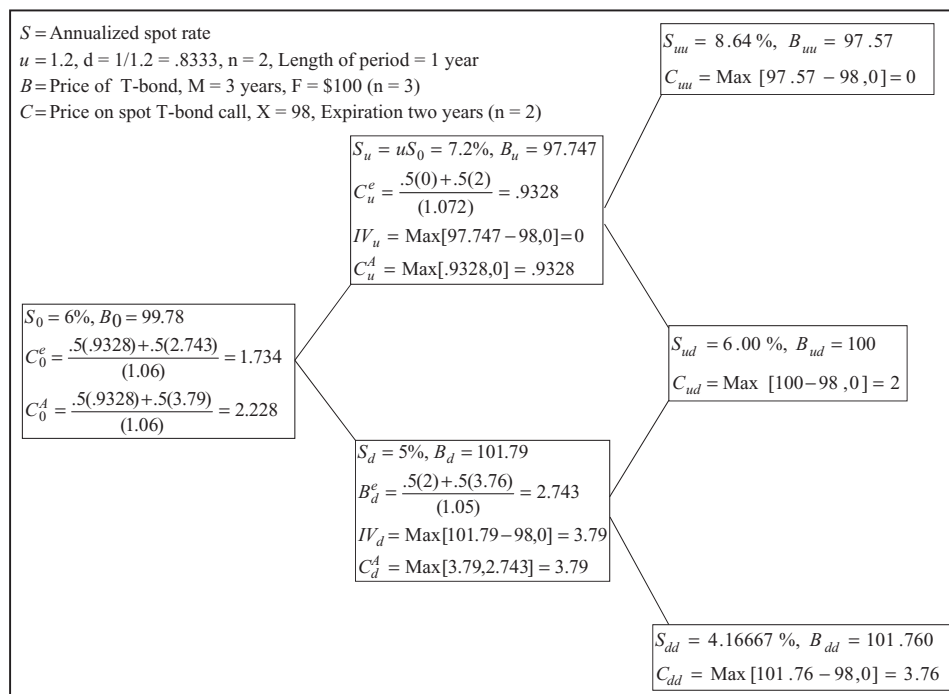 S = Annualized spot rate
u = 1.2, d = 1/1.2 = .8333, n = 2, Length of period = 1 year
B = Price of T-bond, M = 3 years, F = $100 (n = 3)
C = Price on spot T-bond call, X = 98, Expiration two years (n = 2)
S_uu = 8.64 %, B_uu = 97.57
C_uu = Max [97.57 − 98,0] = 0
S_u = uS_0 = 7.2%, B_u = 97.747
C_u^e = (.5(0) + .5(2))/(1.072) = .9328
IV_u = Max[97.747 − 98,0] = 0
C_u^A = Max[.9328,0] = .9328
S_0 = 6%, B_0 = 99.78
C_0^e = (.5(.9328) + .5(2.743))/(1.06) = 1.734
C_0^A = (.5(.9328) + .5(3.79))/(1.06) = 2.228
S_ud = 6.00 %, B_ud = 100
C_ud = Max [100 − 98 ,0] = 2
S_d = 5%, B_d = 101.79
B_d^e = (.5(2) + .5(3.76))/(1.05) = 2.743
IV_d = Max[101.79 − 98,0] = 3.79
C_d^A = Max[3.79,2.743] = 3.79
S_dd = 4.16667 %, B_dd = 101.760
C_dd = Max [101.76 − 98,0] = 3.76